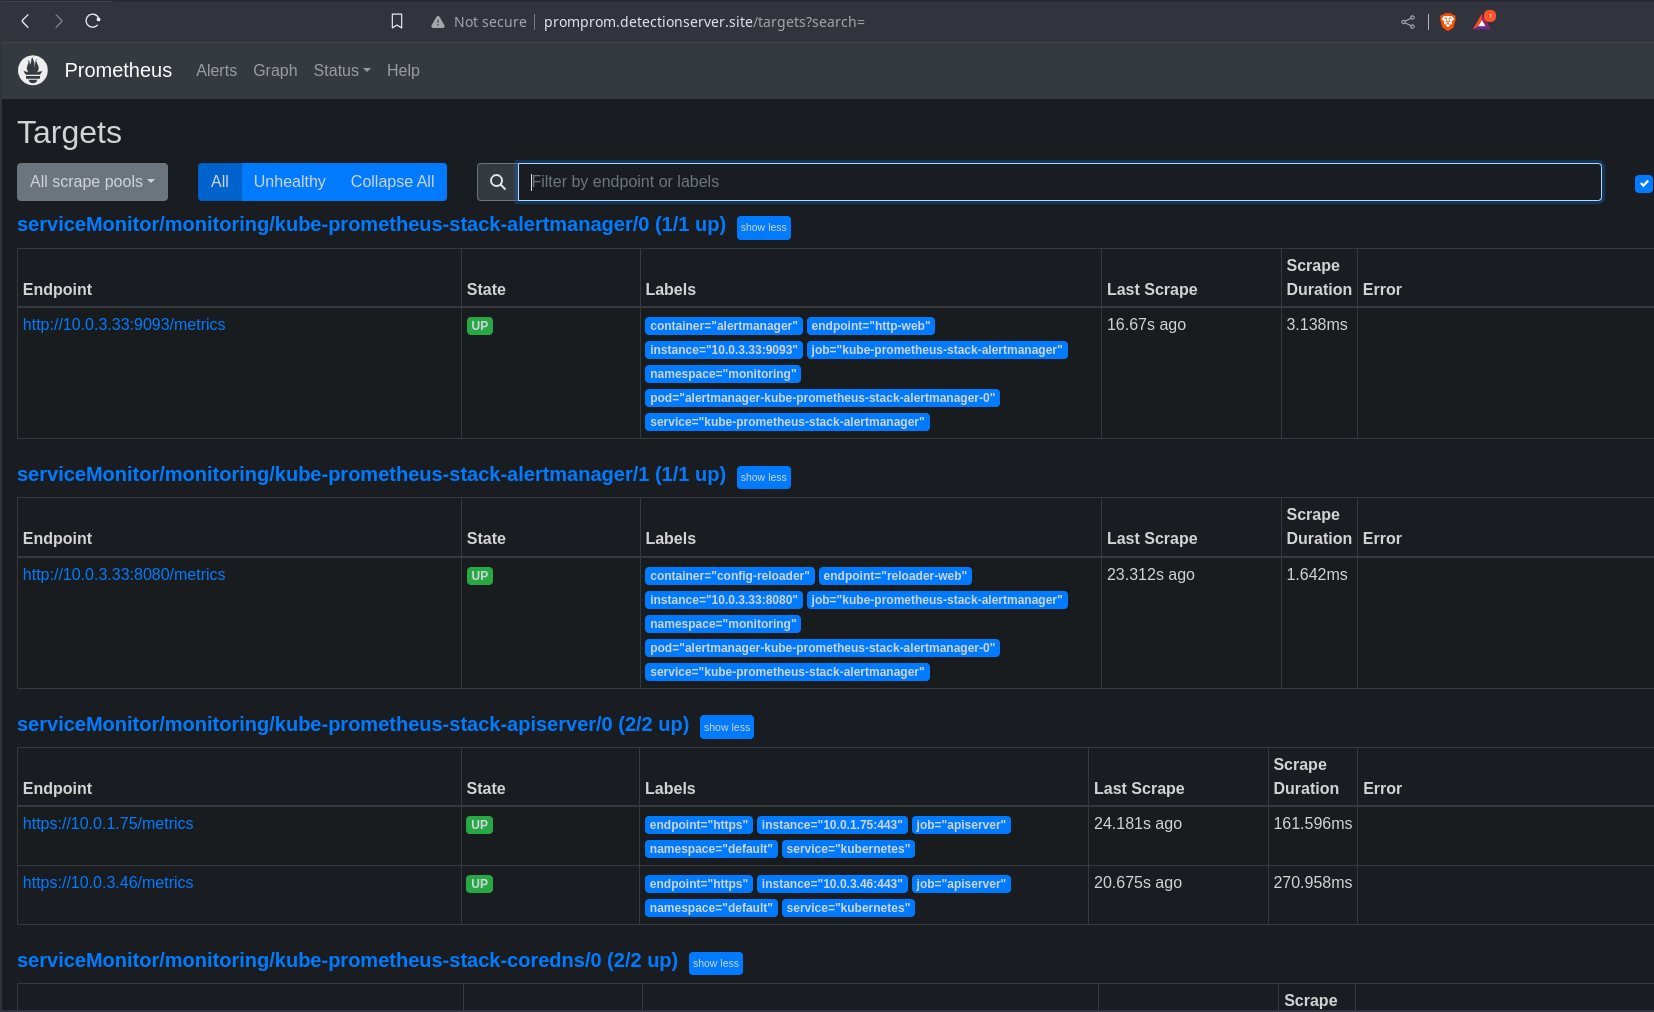 Not secure promprom.detectionserver.site/targets?search= 1
Prometheus Alerts Graph Status Help
Targets
All scrape pools All Unhealthy Collapse All Filter by endpoint or labels
serviceMonitor/monitoring/kube-prometheus-stack-alertmanager/0 (1/1 up) show less
Endpoint State Labels Last Scrape Scrape Duration Error
http://10.0.3.33:9093/metrics UP container="alertmanager" endpoint="http-web" 16.67s ago 3.138ms
instance="10.0.3.33:9093" job="kube-prometheus-stack-alertmanager"
namespace="monitoring"
pod="alertmanager-kube-prometheus-stack-alertmanager-0"
service="kube-prometheus-stack-alertmanager"
serviceMonitor/monitoring/kube-prometheus-stack-alertmanager/1 (1/1 up) show less
Endpoint State Labels Last Scrape Scrape Duration Error
http://10.0.3.33:8080/metrics UP container="config-reloader" endpoint="reloader-web" 23.312s ago 1.642ms
instance="10.0.3.33:8080" job="kube-prometheus-stack-alertmanager"
namespace="monitoring"
pod="alertmanager-kube-prometheus-stack-alertmanager-0"
service="kube-prometheus-stack-alertmanager"
serviceMonitor/monitoring/kube-prometheus-stack-apiserver/0 (2/2 up) show less
Endpoint State Labels Last Scrape Scrape Duration Error
https://10.0.1.75/metrics UP endpoint="https" instance="10.0.1.75:443" job="apiserver" 24.181s ago 161.596ms
namespace="default" service="kubernetes"
https://10.0.3.46/metrics UP endpoint="https" instance="10.0.3.46:443" job="apiserver" 20.675s ago 270.958ms
namespace="default" service="kubernetes"
serviceMonitor/monitoring/kube-prometheus-stack-coredns/0 (2/2 up) show less
Scrape